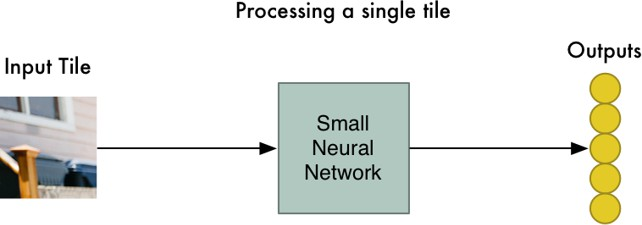 Processing a single tile
Input Tile
Small
Neural
Network
Outputs